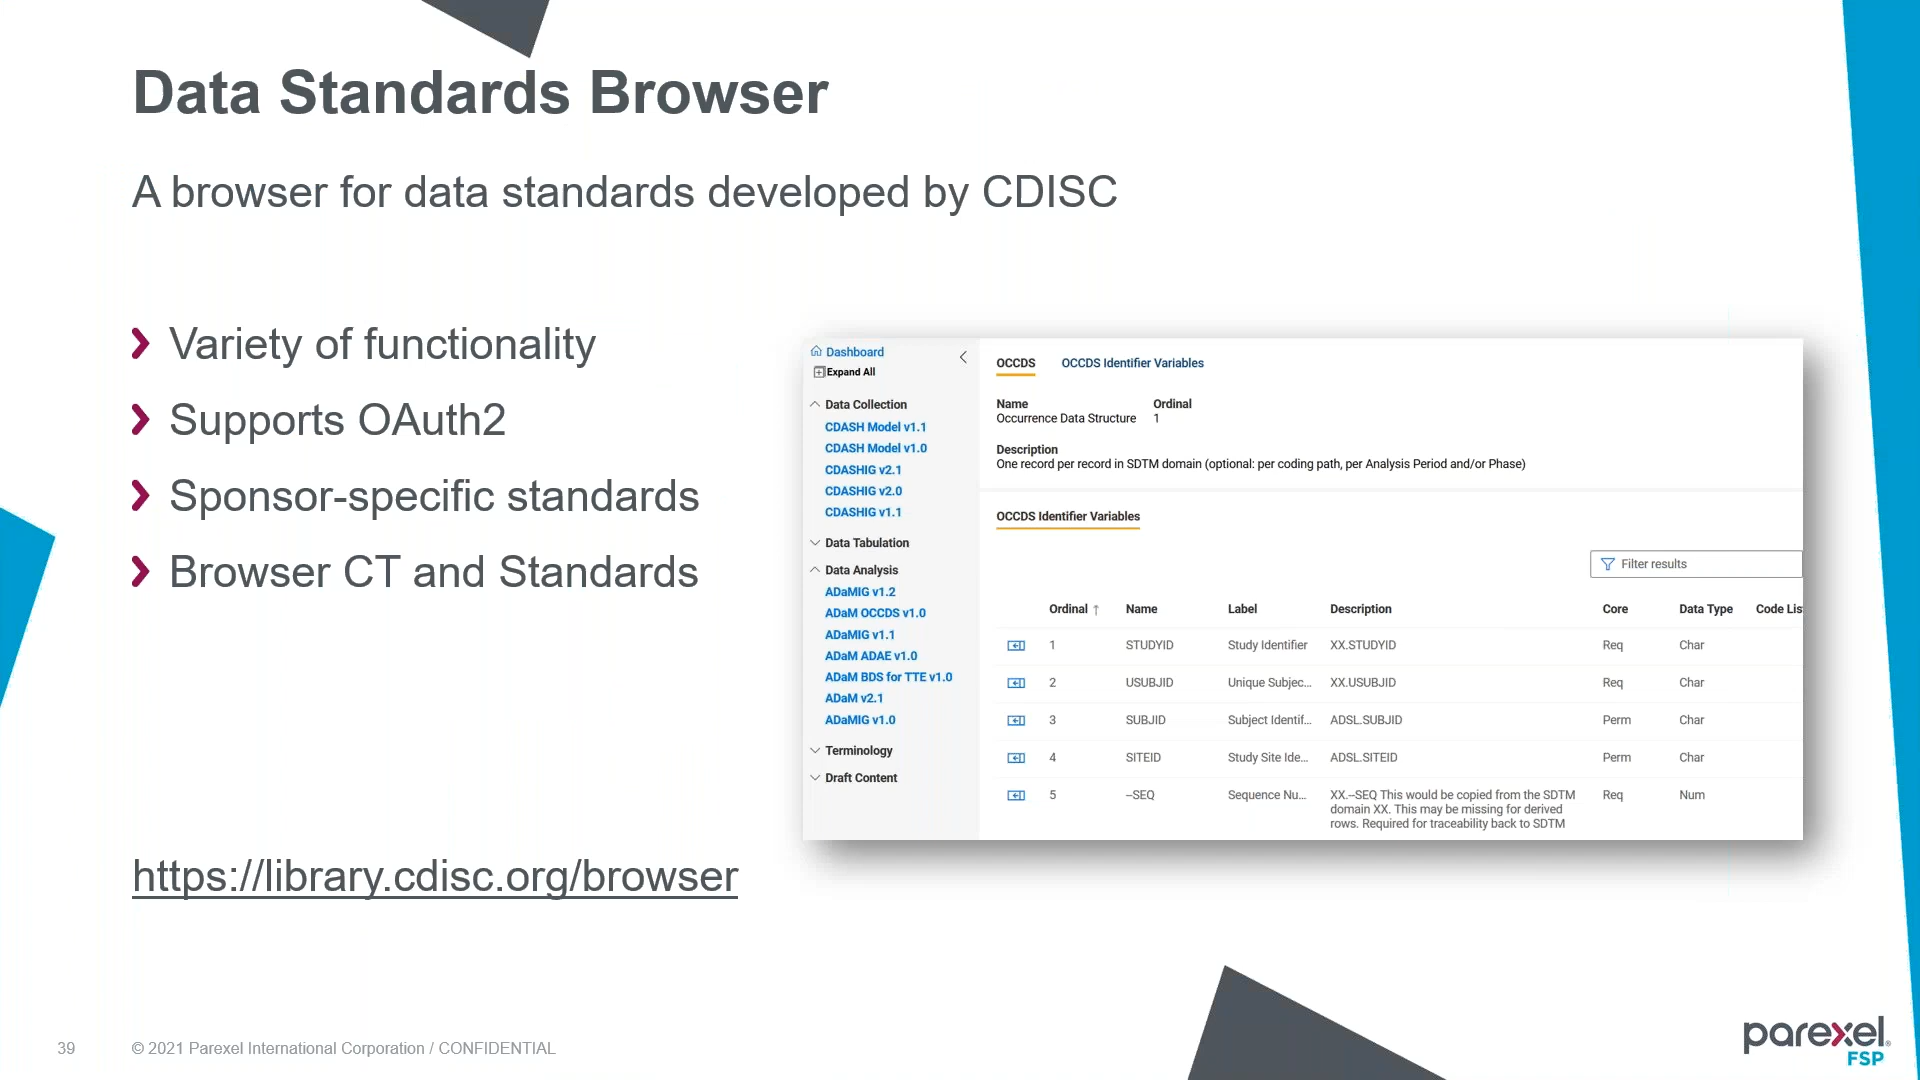 Data Standards Browser
A browser for data standards developed by CDISC
Variety of functionality
Supports OAuth2
Sponsor-specific standards
Browser CT and Standards
https://library.cdisc.org/browser
Dashboard
Expand All
Data Collection
CDASH Model v1.1
CDASH Model v1.0
CDASHIG v2.1
CDASHIG v2.0
CDASHIG v1.1
Data Tabulation
Data Analysis
ADaMIG v1.2
ADaM OCCDS v1.0
ADaMIG v1.1
ADaM ADAE v1.0
ADaM BDS for TTE v1.0
ADaM v2.1
ADaMIG v1.0
Terminology
Draft Content
OCCDS OCCDS Identifier Variables
Name Ordinal
Occurrence Data Structure 1
Description
One record per record in SDTM domain (optional: per coding path, per Analysis Period and/or Phase)
OCCDS Identifier Variables
Filter results
Ordinal ↑ Name Label Description Core Data Type Code Lis
1 STUDYID Study Identifier XX.STUDYID Req Char
2 USUBJID Unique Subjec... XX.USUBJID Req Char
3 SUBJID Subject Identif... ADSL.SUBJID Perm Char
4 SITEID Study Site Ide... ADSL.SITEID Perm Char
5 --SEQ Sequence Nu... XX.--SEQ This would be copied from the SDTM Req Num
domain XX. This may be missing for derived
rows. Required for traceability back to SDTM
39 © 2021 Parexel International Corporation / CONFIDENTIAL
parexel®
FSP